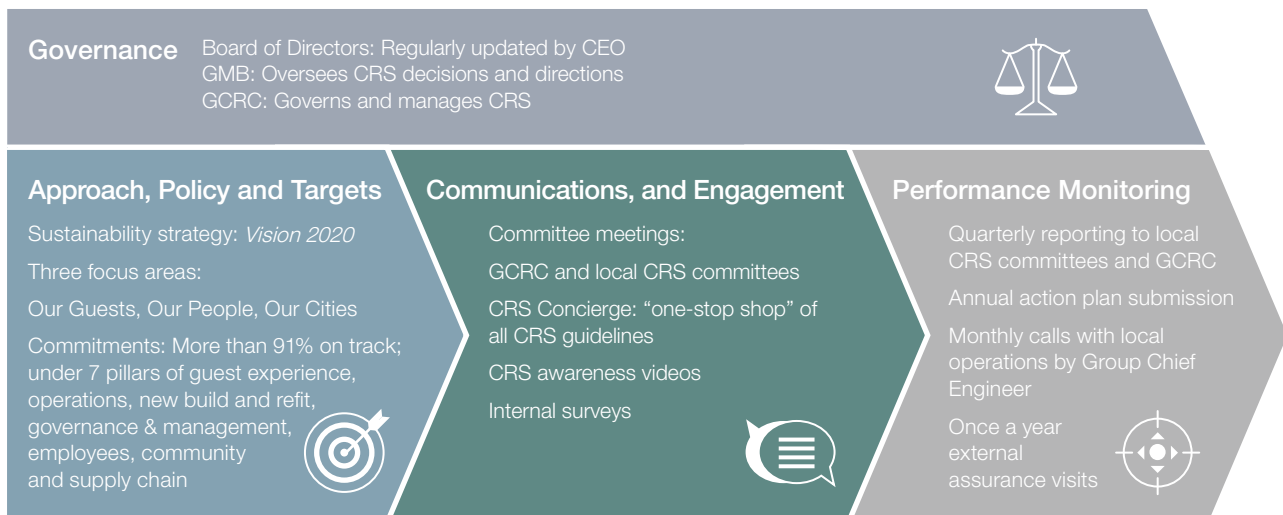 Governance
Board of Directors: Regularly updated by CEO
GMB: Oversees CRS decisions and directions
GCRC: Governs and manages CRS
Approach, Policy and Targets
Sustainability strategy: Vision 2020
Three focus areas:
Our Guests, Our People, Our Cities
Commitments: More than 91% on track;
under 7 pillars of guest experience,
operations, new build and refit,
governance & management,
employees, community
and supply chain
Communications, and Engagement
Committee meetings:
GCRC and local CRS committees
CRS Concierge: “one-stop shop” of
all CRS guidelines
CRS awareness videos
Internal surveys
Performance Monitoring
Quarterly reporting to local
CRS committees and GCRC
Annual action plan submission
Monthly calls with local
operations by Group Chief
Engineer
Once a year
external
assurance visits